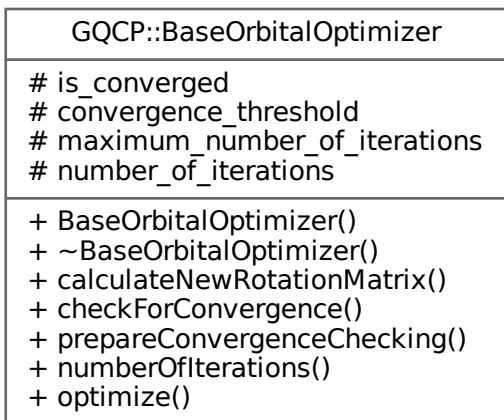 GQCP::BaseOrbitalOptimizer
# is_converged
# convergence_threshold
# maximum_number_of_iterations
# number_of_iterations
+ BaseOrbitalOptimizer()
+ ~BaseOrbitalOptimizer()
+ calculateNewRotationMatrix()
+ checkForConvergence()
+ prepareConvergenceChecking()
+ numberOfIterations()
+ optimize()